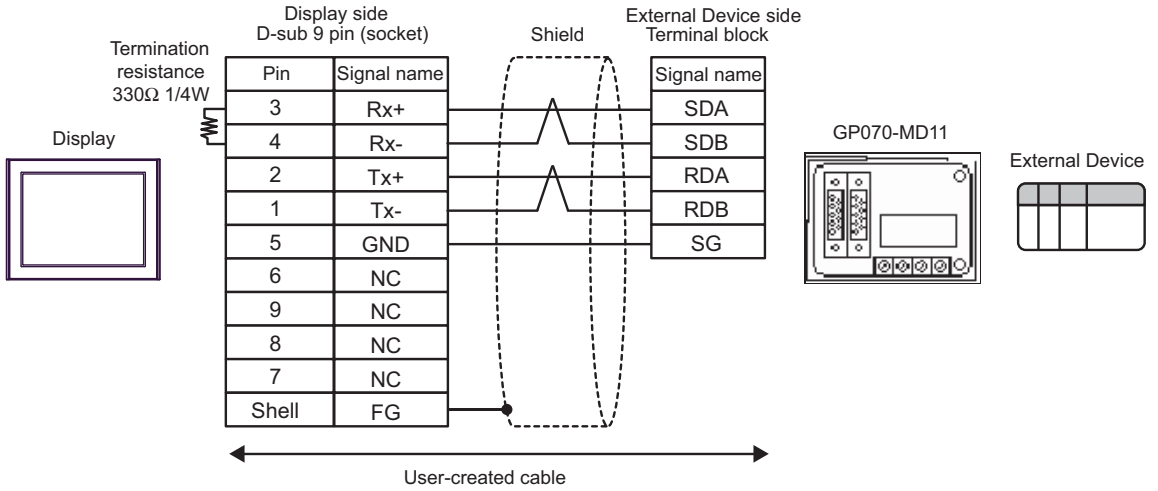 Display side
D-sub 9 pin (socket)
Shield
External Device side
Terminal block
Termination
resistance
330Ω 1/4W
Pin Signal name Signal name
3 Rx+ SDA
4 Rx- SDB
2 Tx+ RDA
1 Tx- RDB
5 GND SG
6 NC
9 NC
8 NC
7 NC
Shell FG
Display
GP070-MD11
External Device
User-created cable